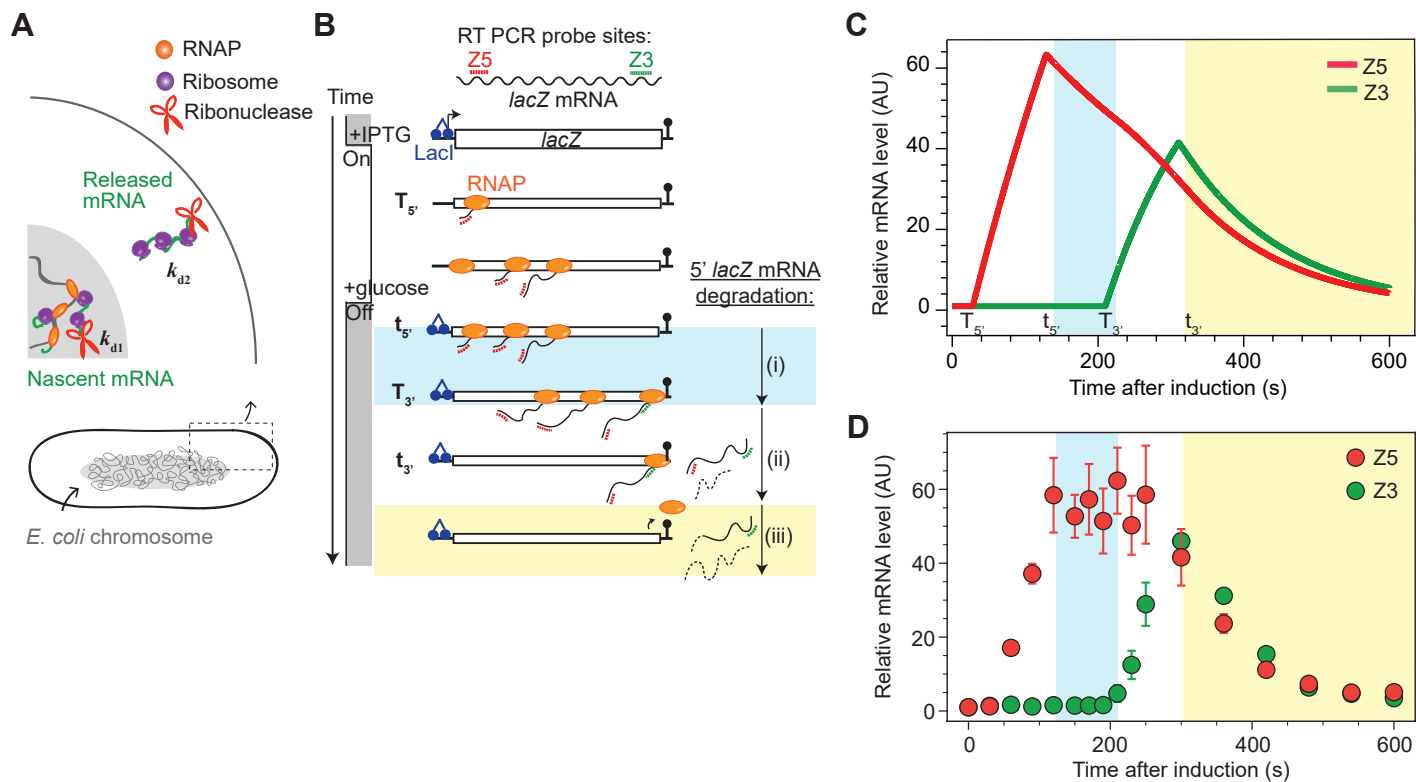 A
RNAP
Ribosome
Ribonuclease
Released
mRNA
kd2
kd1
Nascent mRNA
E. coli chromosome
B
RT PCR probe sites:
Z5
Z3
lacZ mRNA
Time
+IPTG
On
LacI
lacZ
RNAP
T5'
+glucose
Off
5' lacZ mRNA
degradation:
t5'
(i)
T3'
t3'
(ii)
(iii)
C
Relative mRNA level (AU)
60
40
20
0
Z5
Z3
T5'
t5'
T3'
t3'
0
200
400
600
Time after induction (s)
D
Relative mRNA level (AU)
60
40
20
0
Z5
Z3
0
200
400
600
Time after induction (s)